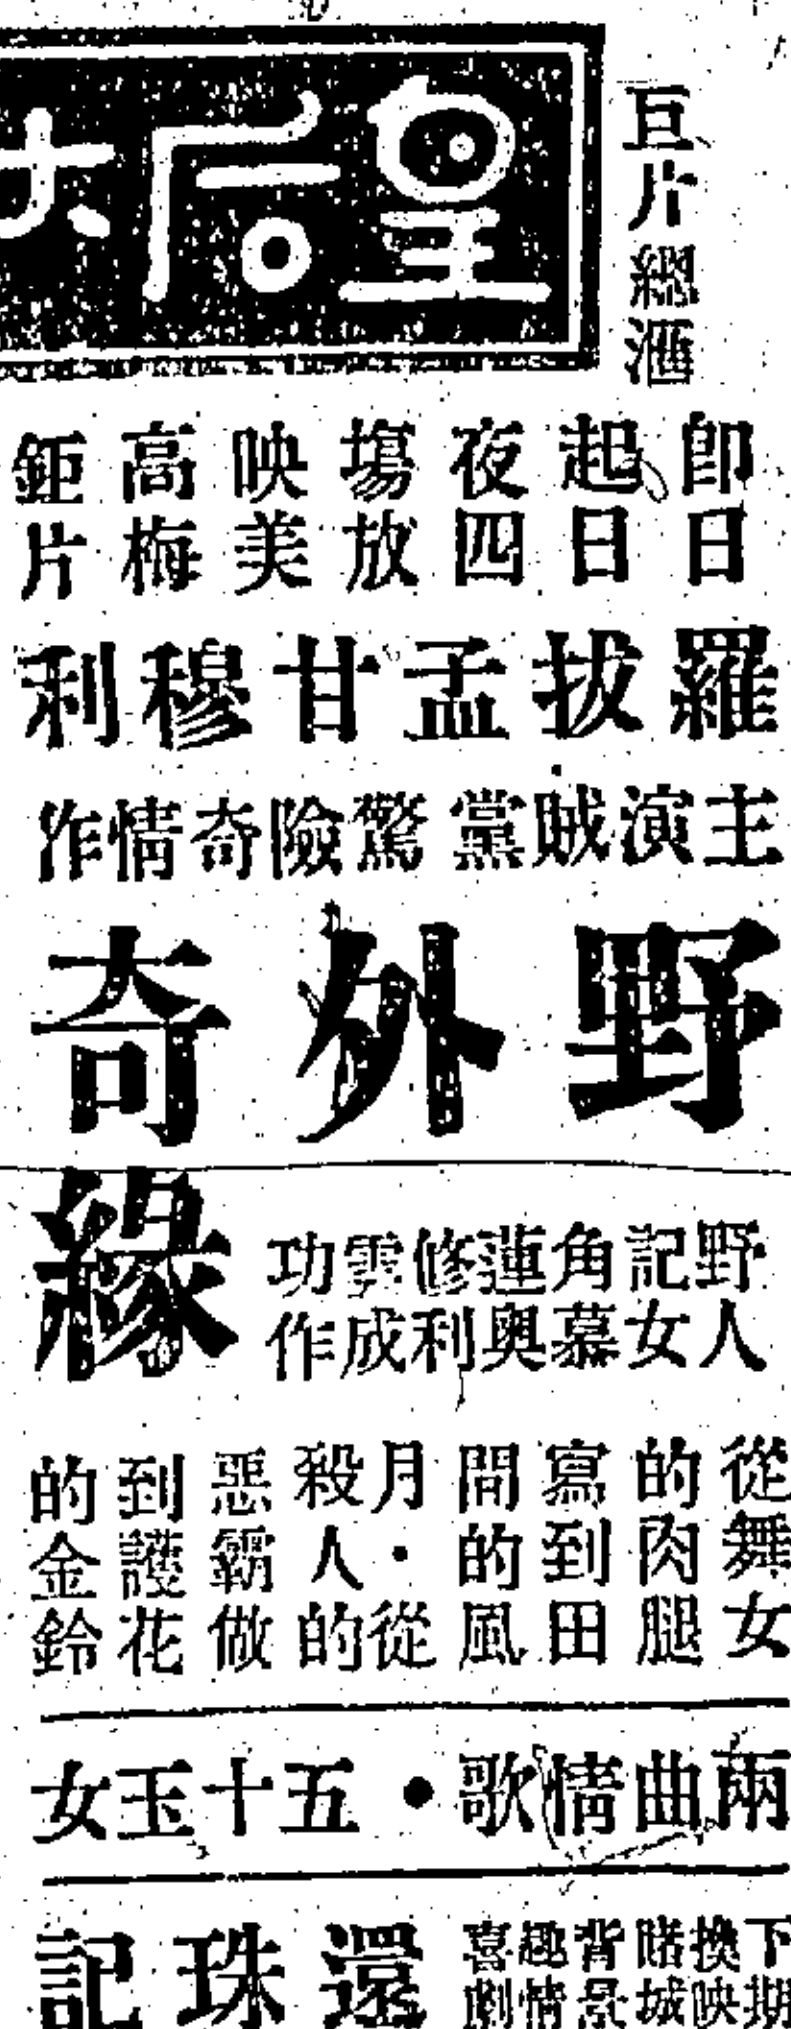 皇后大
巨片總滙
卽日起日夜四塲放映美高梅鉅片
羅拔孟甘穆利
主演賊黨驚險奇情作
野外奇緣
野人記女角慕蓮奧修利雲成功作
從舞女的肉腿寫到田間的風月·從殺人的惡霸做到護花的金鈴
兩曲情歌·五十玉女
下期換映賭城背景趣情喜劇
還珠記